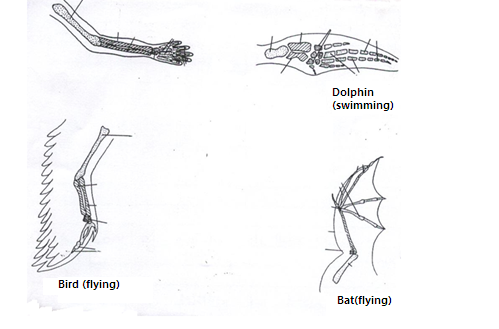 Dolphin
(swimming)
Bird (flying)
Bat(flying)